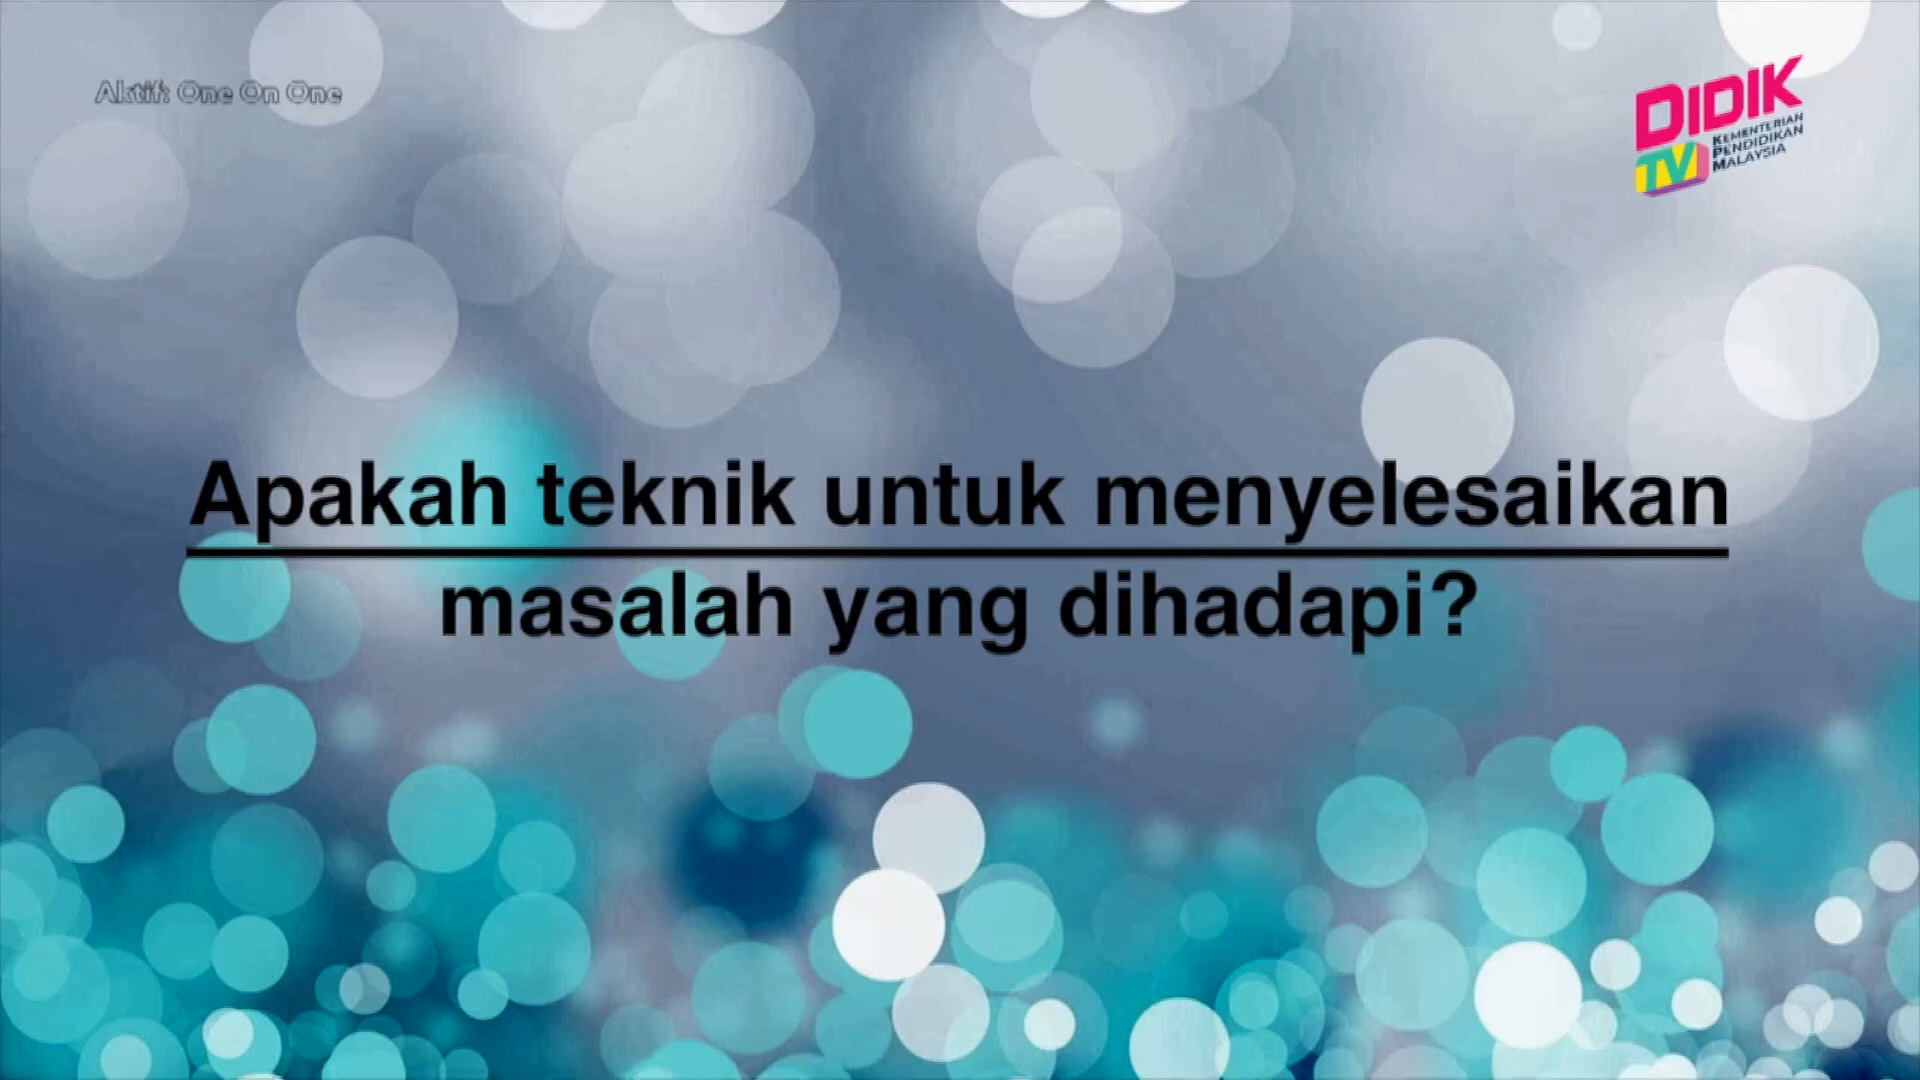 Aktif: One On One
DIDIK
TV
KEMENTERIAN
PENDIDIKAN
MALAYSIA
Apakah teknik untuk menyelesaikan
masalah yang dihadapi?